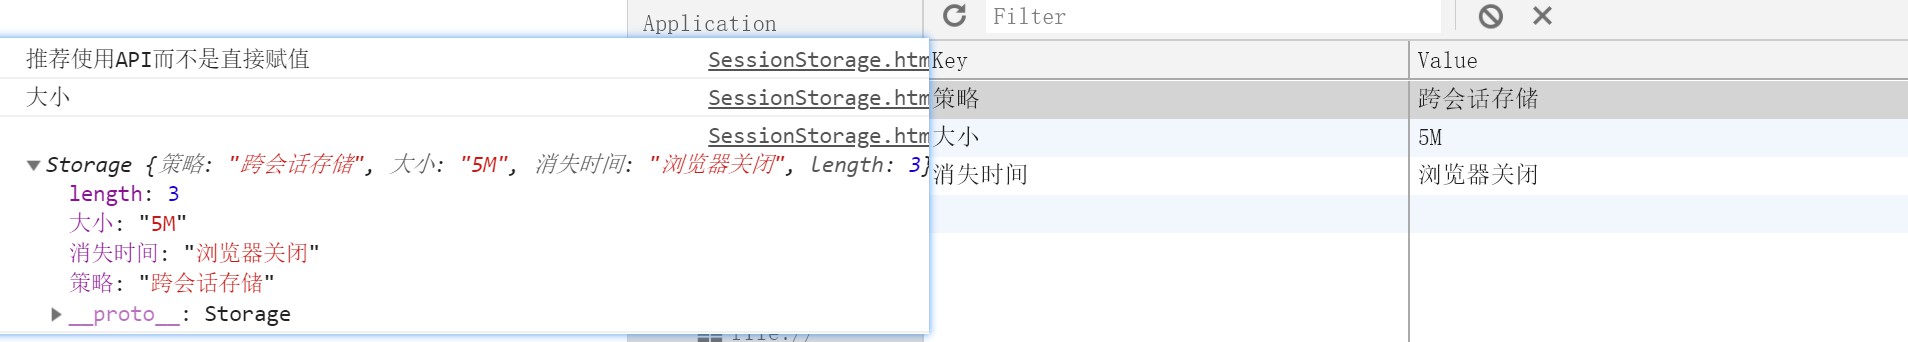 Application
Filter
推荐使用API而不是直接赋值 SessionStorage.htm
大小 SessionStorage.htm
SessionStorage.htm
Storage {策略: "跨会话存储", 大小: "5M", 消失时间: "浏览器关闭", length: 3}
length: 3
大小: "5M"
消失时间: "浏览器关闭"
策略: "跨会话存储"
__proto__: Storage
Key Value
策略 跨会话存储
大小 5M
消失时间 浏览器关闭
file://